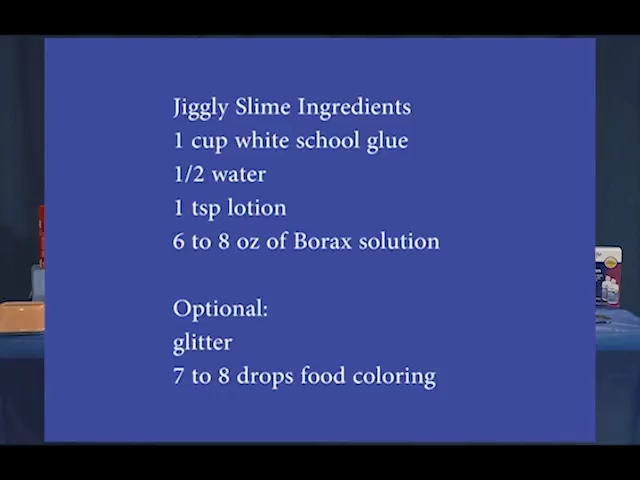 Jiggly Slime Ingredients
1 cup white school glue
1/2 water
1 tsp lotion
6 to 8 oz of Borax solution
Optional:
glitter
7 to 8 drops food coloring